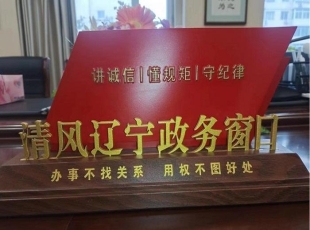 讲诚信|懂规矩|守纪律
清风辽宁政务窗口
办事不找关系 用权不图好处